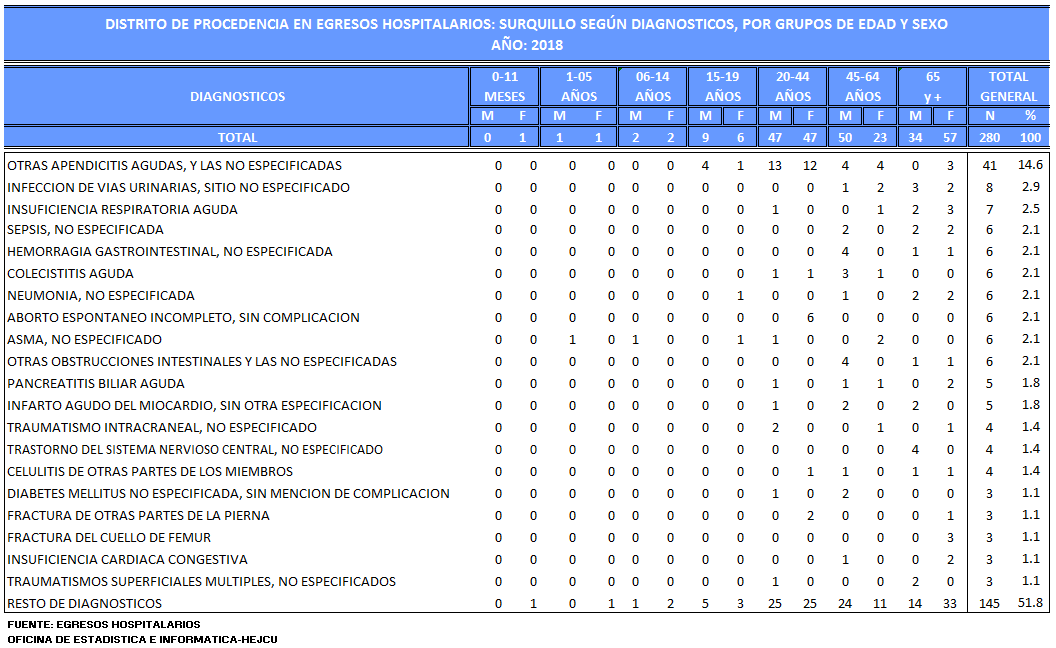 DISTRITO DE PROCEDENCIA EN EGRESOS HOSPITALARIOS: SURQUILLO SEGÚN DIAGNOSTICOS, POR GRUPOS DE EDAD Y SEXO
AÑO: 2018
DIAGNOSTICOS 0-11 MESES 1-05 AÑOS 06-14 AÑOS 15-19 AÑOS 20-44 AÑOS 45-64 AÑOS 65 y + TOTAL GENERAL
M F M F M F M F M F M F M F N %
TOTAL 0 1 1 1 2 2 9 6 47 47 50 23 34 57 280 100
OTRAS APENDICITIS AGUDAS, Y LAS NO ESPECIFICADAS 0 0 0 0 0 0 4 1 13 12 4 4 0 3 41 14.6
INFECCION DE VIAS URINARIAS, SITIO NO ESPECIFICADO 0 0 0 0 0 0 0 0 0 0 1 2 3 2 8 2.9
INSUFICIENCIA RESPIRATORIA AGUDA 0 0 0 0 0 0 0 0 1 0 0 1 2 3 7 2.5
SEPSIS, NO ESPECIFICADA 0 0 0 0 0 0 0 0 0 0 2 0 2 2 6 2.1
HEMORRAGIA GASTROINTESTINAL, NO ESPECIFICADA 0 0 0 0 0 0 0 0 0 0 4 0 1 1 6 2.1
COLECISTITIS AGUDA 0 0 0 0 0 0 0 0 1 1 3 1 0 0 6 2.1
NEUMONIA, NO ESPECIFICADA 0 0 0 0 0 0 0 1 0 0 1 0 2 2 6 2.1
ABORTO ESPONTANEO INCOMPLETO, SIN COMPLICACION 0 0 0 0 0 0 0 0 0 6 0 0 0 0 6 2.1
ASMA, NO ESPECIFICADO 0 0 1 0 1 0 0 1 1 0 0 2 0 0 6 2.1
OTRAS OBSTRUCCIONES INTESTINALES Y LAS NO ESPECIFICADAS 0 0 0 0 0 0 0 0 0 0 4 0 1 1 6 2.1
PANCREATITIS BILIAR AGUDA 0 0 0 0 0 0 0 0 1 0 1 1 0 2 5 1.8
INFARTO AGUDO DEL MIOCARDIO, SIN OTRA ESPECIFICACION 0 0 0 0 0 0 0 0 1 0 2 0 2 0 5 1.8
TRAUMATISMO INTRACRANEAL, NO ESPECIFICADO 0 0 0 0 0 0 0 0 2 0 0 1 0 1 4 1.4
TRASTORNO DEL SISTEMA NERVIOSO CENTRAL, NO ESPECIFICADO 0 0 0 0 0 0 0 0 0 0 0 0 4 0 4 1.4
CELULITIS DE OTRAS PARTES DE LOS MIEMBROS 0 0 0 0 0 0 0 0 0 1 1 0 1 1 4 1.4
DIABETES MELLITUS NO ESPECIFICADA, SIN MENCION DE COMPLICACION 0 0 0 0 0 0 0 0 1 0 2 0 0 0 3 1.1
FRACTURA DE OTRAS PARTES DE LA PIERNA 0 0 0 0 0 0 0 0 0 2 0 0 0 1 3 1.1
FRACTURA DEL CUELLO DE FEMUR 0 0 0 0 0 0 0 0 0 0 0 0 0 3 3 1.1
INSUFICIENCIA CARDIACA CONGESTIVA 0 0 0 0 0 0 0 0 0 0 1 0 0 2 3 1.1
TRAUMATISMOS SUPERFICIALES MULTIPLES, NO ESPECIFICADOS 0 0 0 0 0 0 0 0 1 0 0 0 2 0 3 1.1
RESTO DE DIAGNOSTICOS 0 1 0 1 1 2 5 3 25 25 24 11 14 33 145 51.8
FUENTE: EGRESOS HOSPITALARIOS
OFICINA DE ESTADISTICA E INFORMATICA-HEJCU